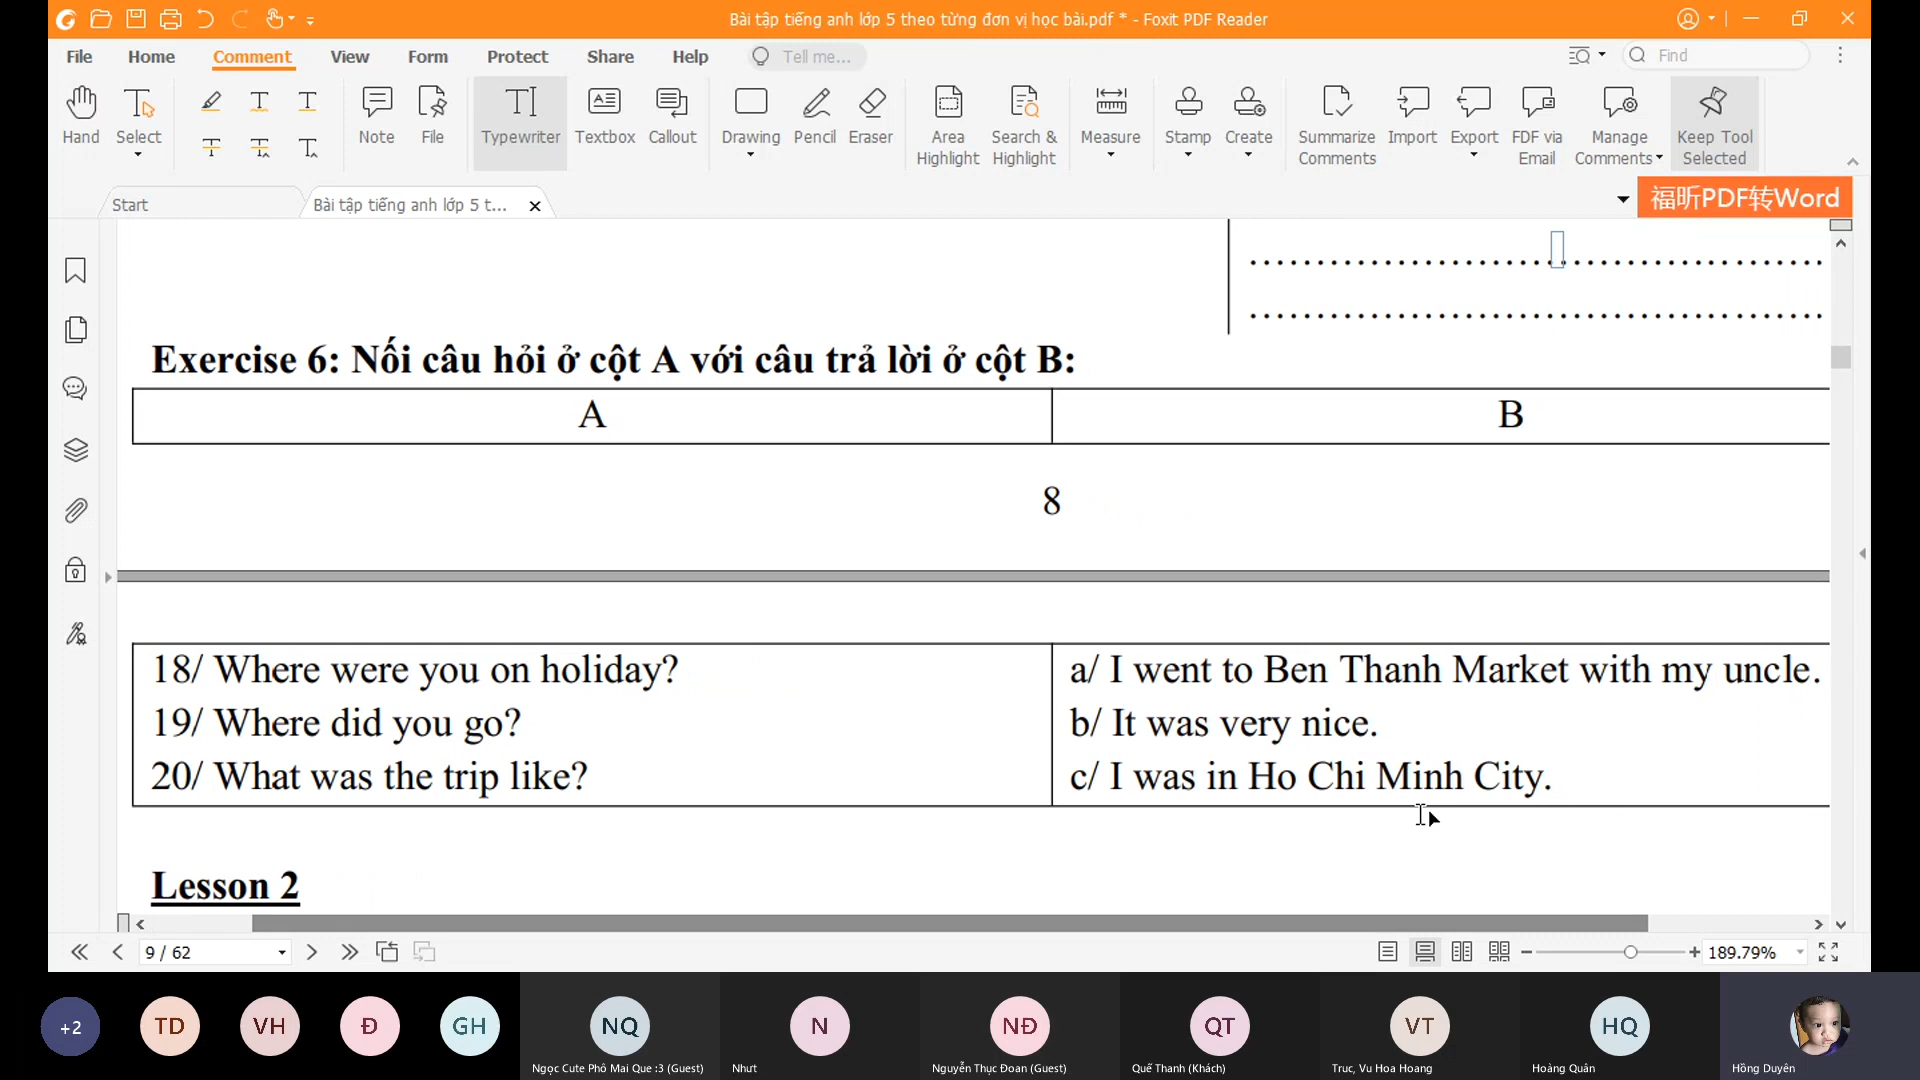 Bài tập tiếng anh lớp 5 theo từng đơn vị học bài.pdf * - Foxit PDF Reader
File Home Comment View Form Protect Share Help Tell me... Find
Hand Select Note File Typewriter Textbox Callout Drawing Pencil Eraser Area Highlight Search & Highlight Measure Stamp Create Summarize Comments Import Export PDF via Email Manage Comments Keep Tool Selected
Start Bài tập tiếng anh lớp 5 t... 福昕PDF转Word
Exercise 6: Nối câu hỏi ở cột A với câu trả lời ở cột B:
A B
8
18/ Where were you on holiday? a/ I went to Ben Thanh Market with my uncle.
19/ Where did you go? b/ It was very nice.
20/ What was the trip like? c/ I was in Ho Chi Minh City.
Lesson 2
9 / 62 189.79%
+2 TD VH Đ GH NQ N NĐ QT VT HQ
Ngọc Cute Phô Mai Que :3 (Guest) Nhưt Nguyễn Thục Đoan (Guest) Quế Thanh (Khách) Truc, Vu Hoa Hoang Hoàng Quân Hồng Duyên